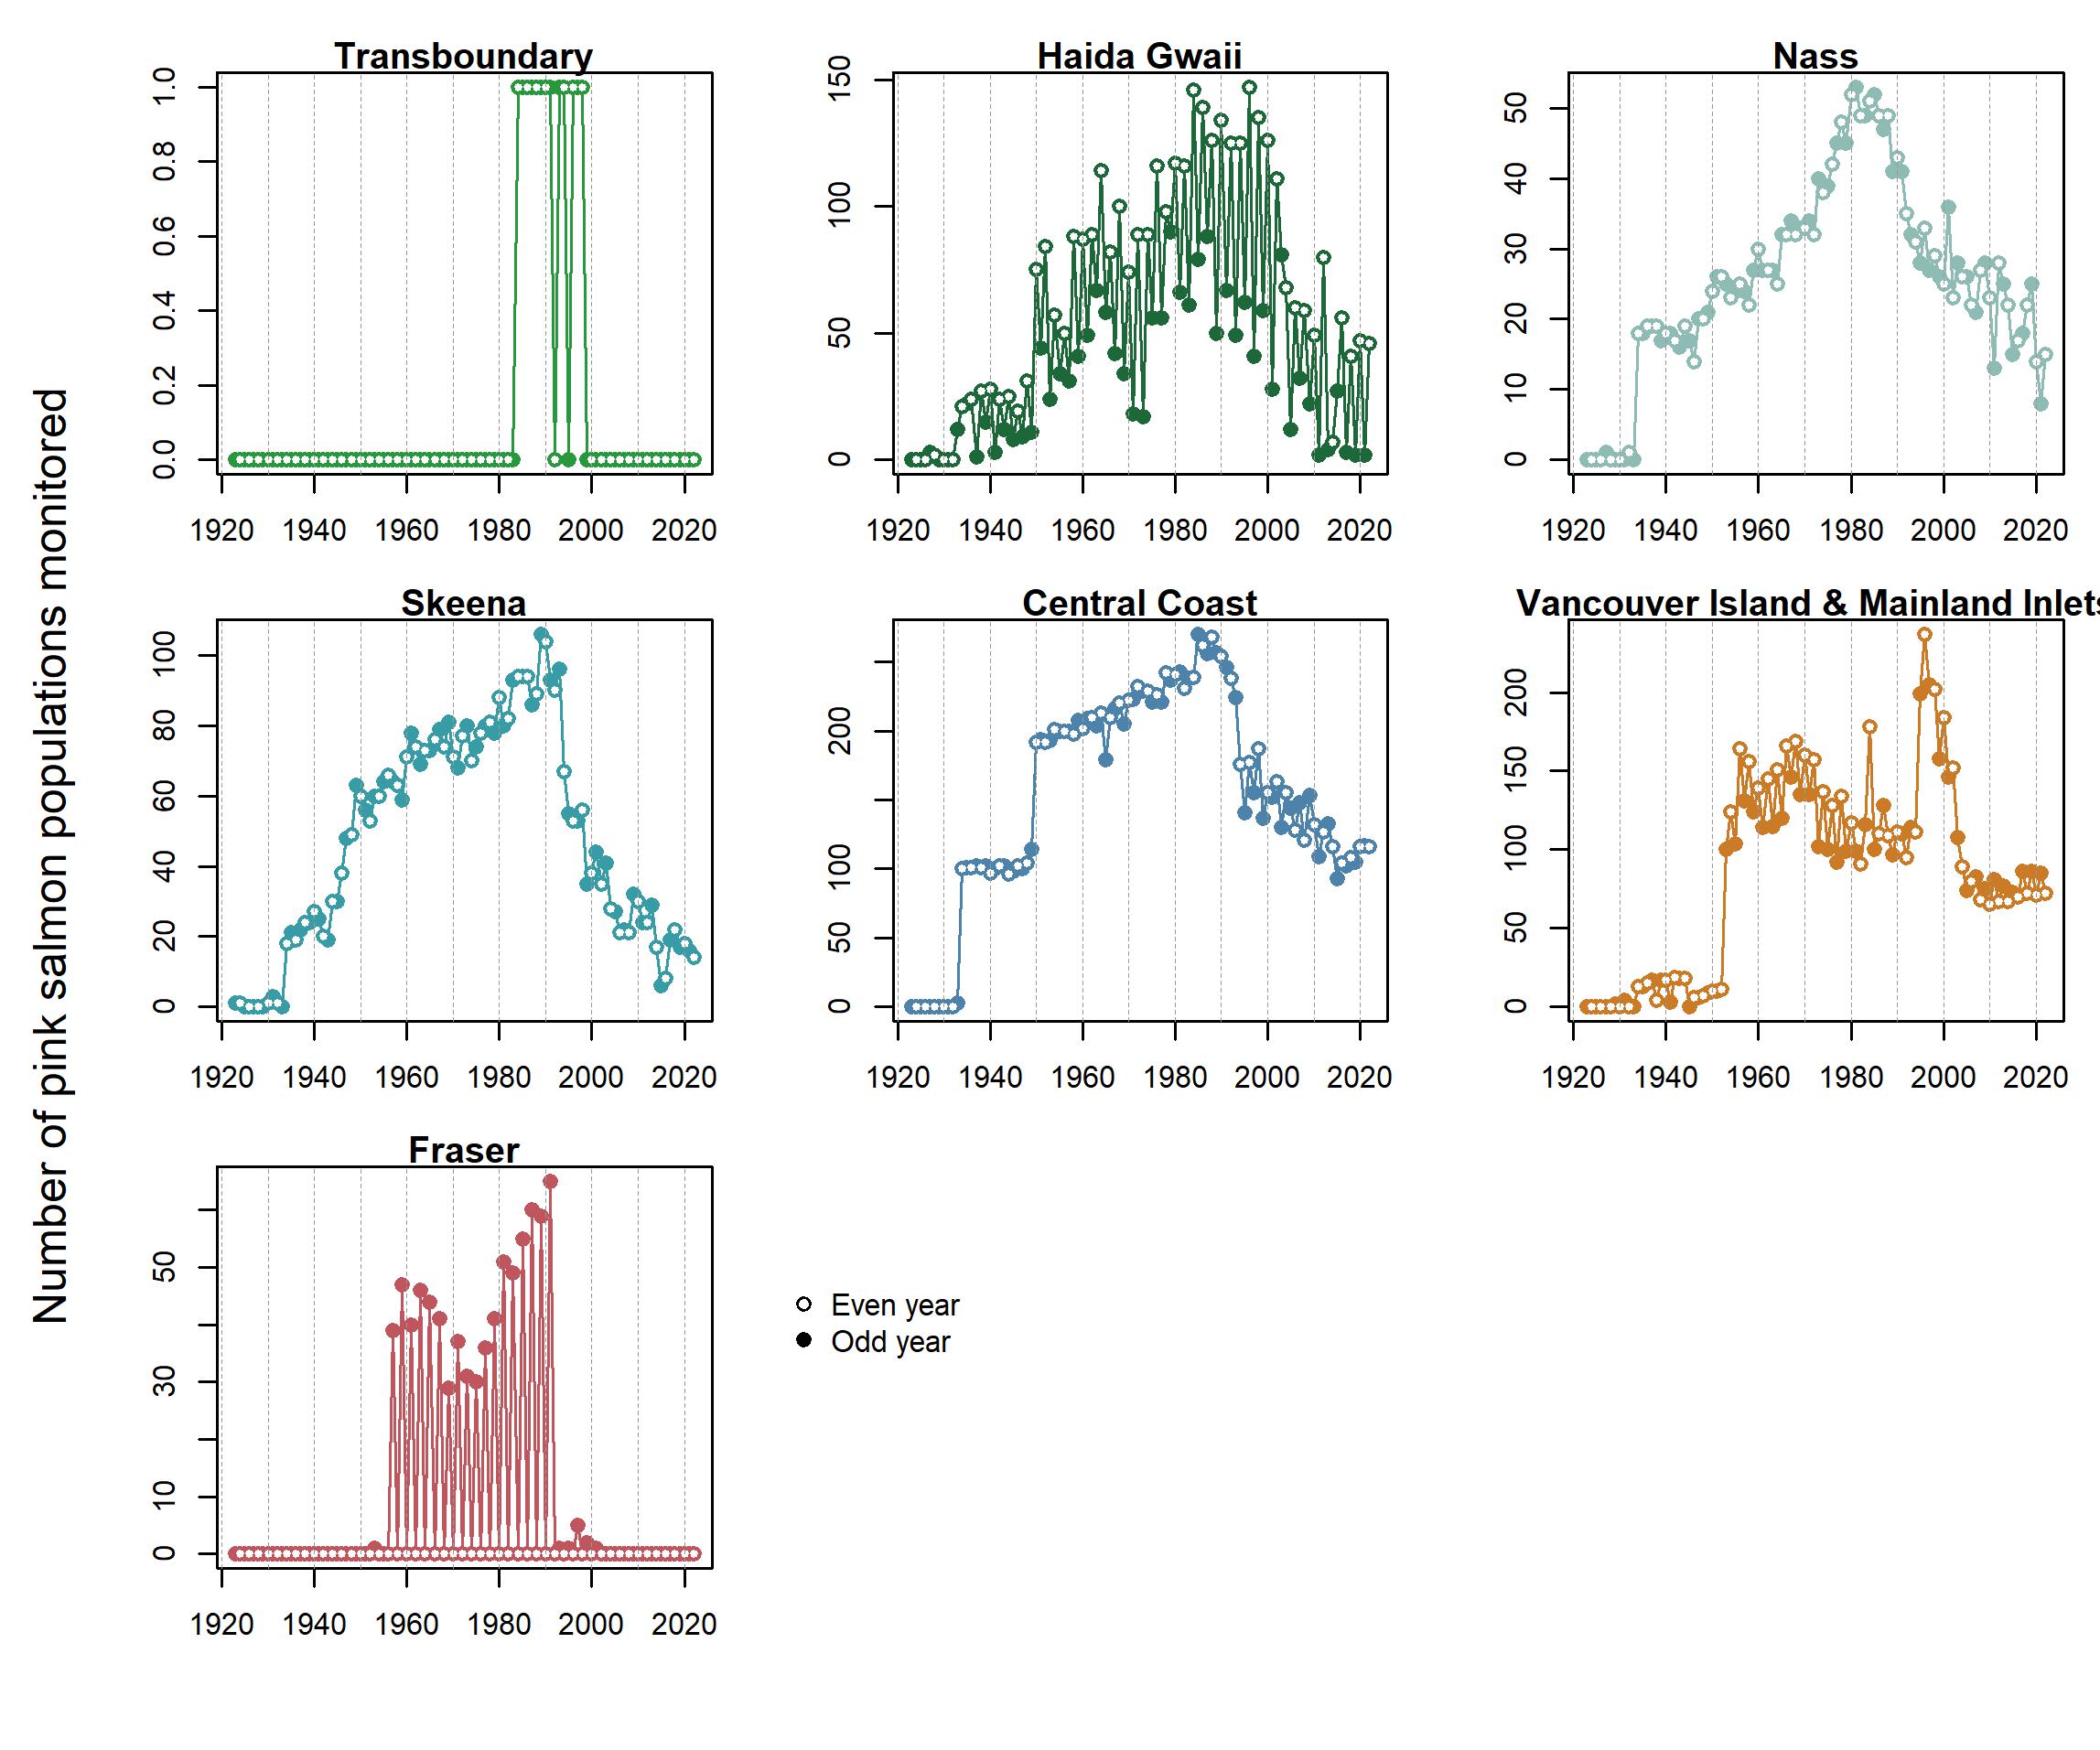 Number of pink salmon populations monitored
Transboundary
1.0
0.8
0.6
0.4
0.2
0.0
1920 1940 1960 1980 2000 2020
Haida Gwaii
150
100
50
0
1920 1940 1960 1980 2000 2020
Nass
50
40
30
20
10
0
1920 1940 1960 1980 2000 2020
Skeena
100
80
60
40
20
0
1920 1940 1960 1980 2000 2020
Central Coast
200
100
50
0
1920 1940 1960 1980 2000 2020
Vancouver Island & Mainland Inlets
200
150
100
50
0
1920 1940 1960 1980 2000 2020
Fraser
50
30
10
0
1920 1940 1960 1980 2000 2020
Even year
Odd year